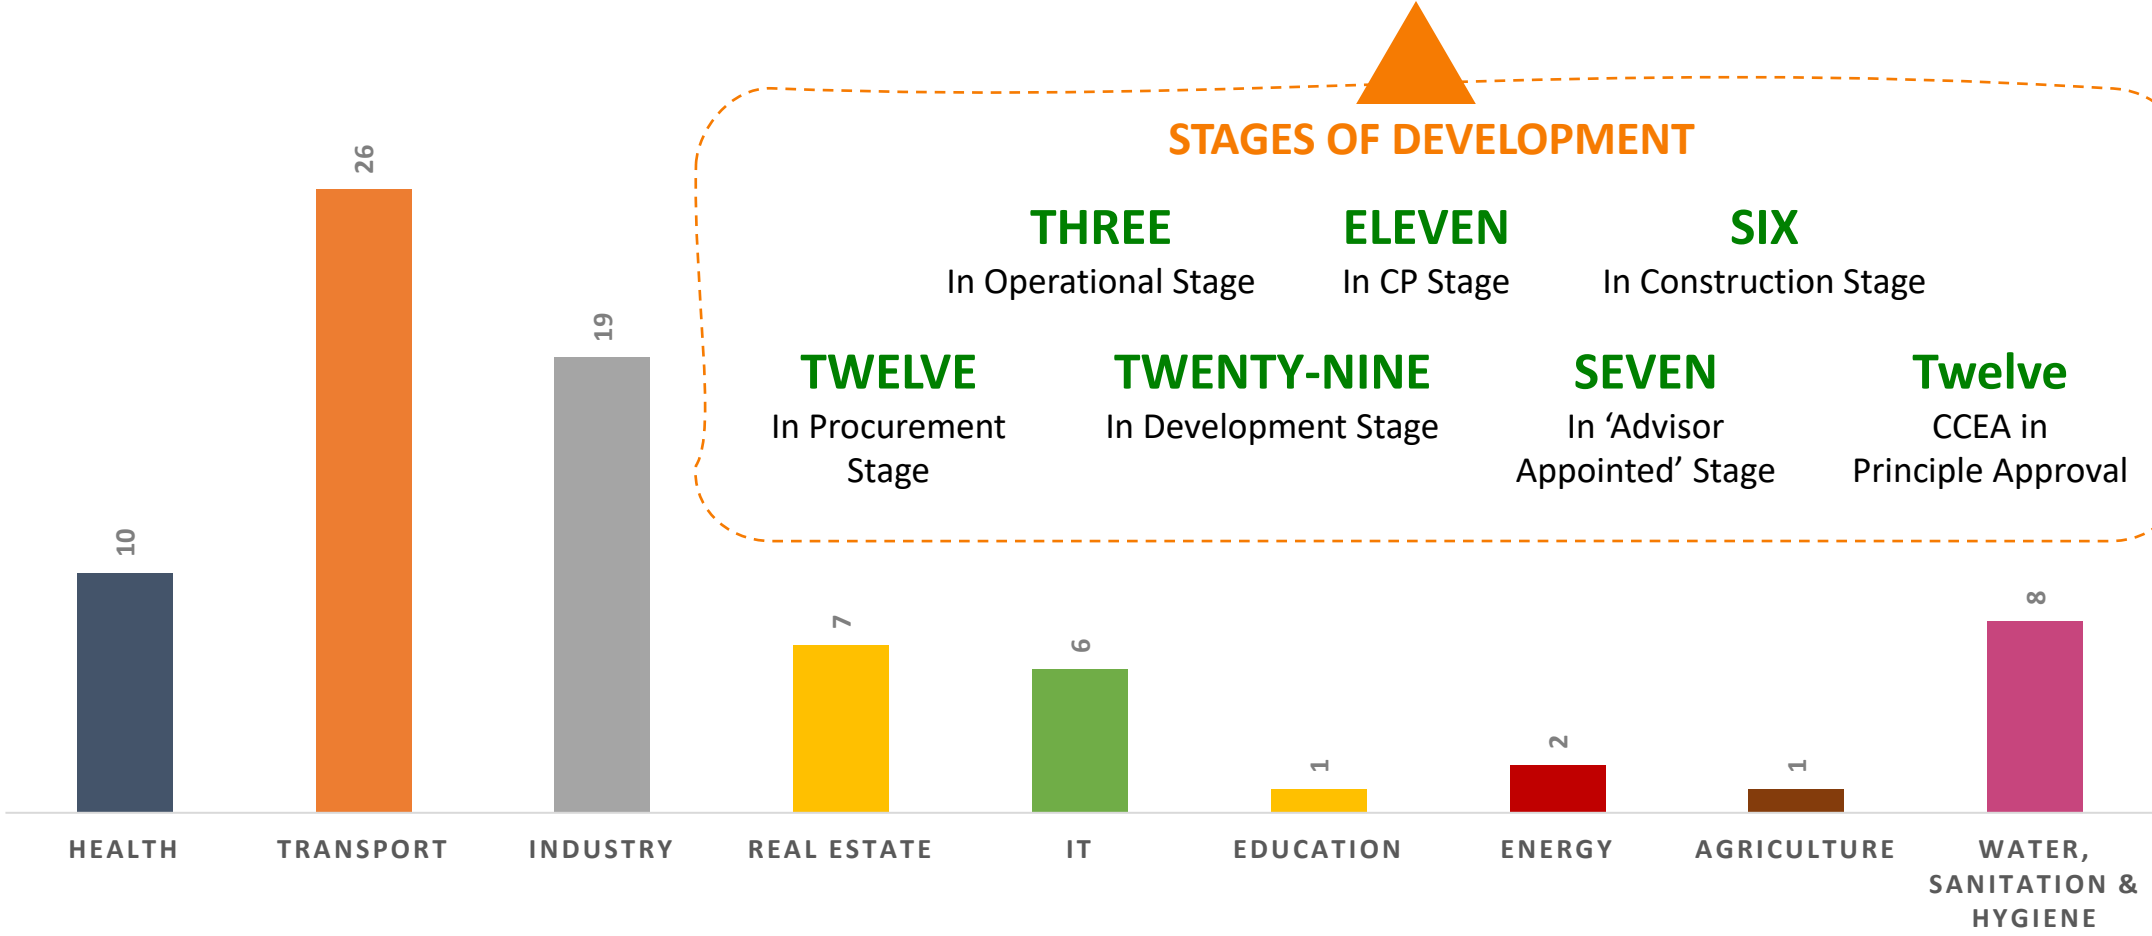 STAGES OF DEVELOPMENT
THREE
In Operational Stage
ELEVEN
In CP Stage
SIX
In Construction Stage
TWELVE
In Procurement
Stage
TWENTY-NINE
In Development Stage
SEVEN
In ‘Advisor
Appointed’ Stage
Twelve
CCEA in
Principle Approval
10
26
19
7
6
1
2
1
8
HEALTH
TRANSPORT
INDUSTRY
REAL ESTATE
IT
EDUCATION
ENERGY
AGRICULTURE
WATER,
SANITATION &
HYGIENE